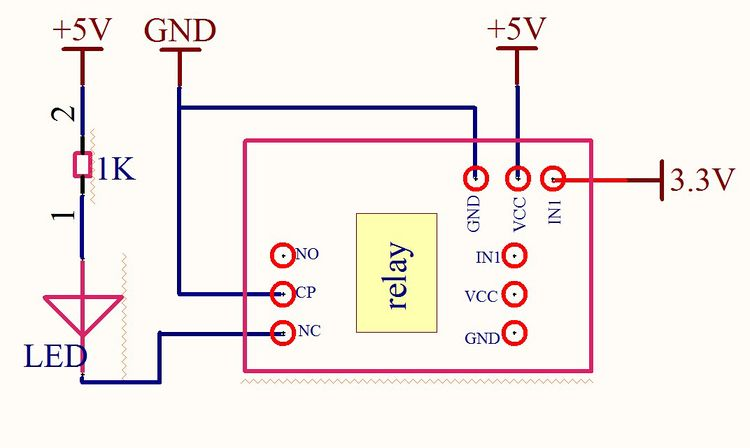 +5V
GND
+5V
2
1K
1
LED
3.3V
GND
VCC
IN1
NO
CP
NC
relay
IN1
VCC
GND